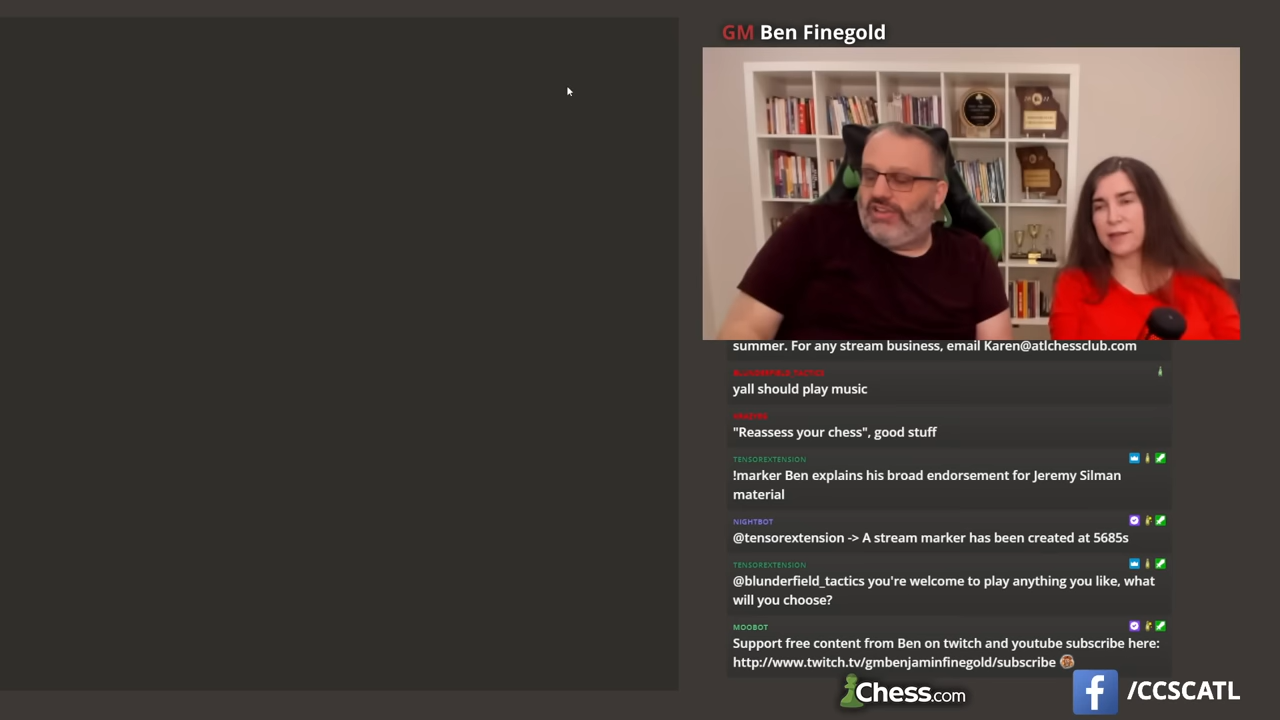 GM Ben Finegold
summer. For any stream business, email Karen@atlchessclub.com
BLUNDERFIELD_TACTICS
yall should play music
"Reassess your chess", good stuff
TENSOREXTENSION
!marker Ben explains his broad endorsement for Jeremy Silman
material
NIGHTBOT
@tensorextension -> A stream marker has been created at 5685s
TENSOREXTENSION
@blunderfield_tactics you're welcome to play anything you like, what
will you choose?
MOOBOT
Support free content from Ben on twitch and youtube subscribe here:
http://www.twitch.tv/gmbenjaminfinegold/subscribe
Chess.com
f /CCSCATL